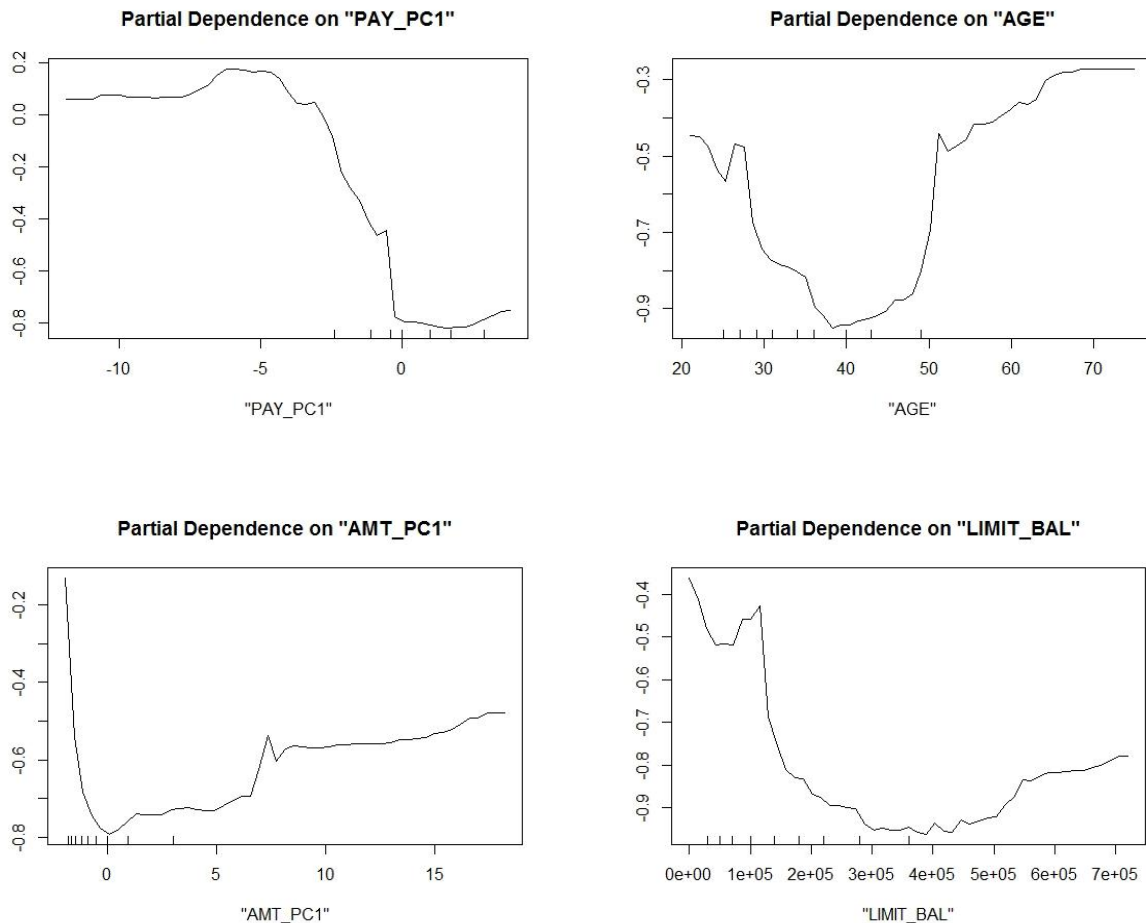 Partial Dependence on "PAY_PC1"
0.2
0.0
-0.2
-0.4
-0.6
-0.8
-10 -5 0
"PAY_PC1"
Partial Dependence on "AGE"
-0.3
-0.5
-0.7
-0.9
20 30 40 50 60 70
"AGE"
Partial Dependence on "AMT_PC1"
-0.2
-0.4
-0.6
-0.8
0 5 10 15
"AMT_PC1"
Partial Dependence on "LIMIT_BAL"
-0.4
-0.5
-0.6
-0.7
-0.8
-0.9
0e+00 1e+05 2e+05 3e+05 4e+05 5e+05 6e+05 7e+05
"LIMIT_BAL"